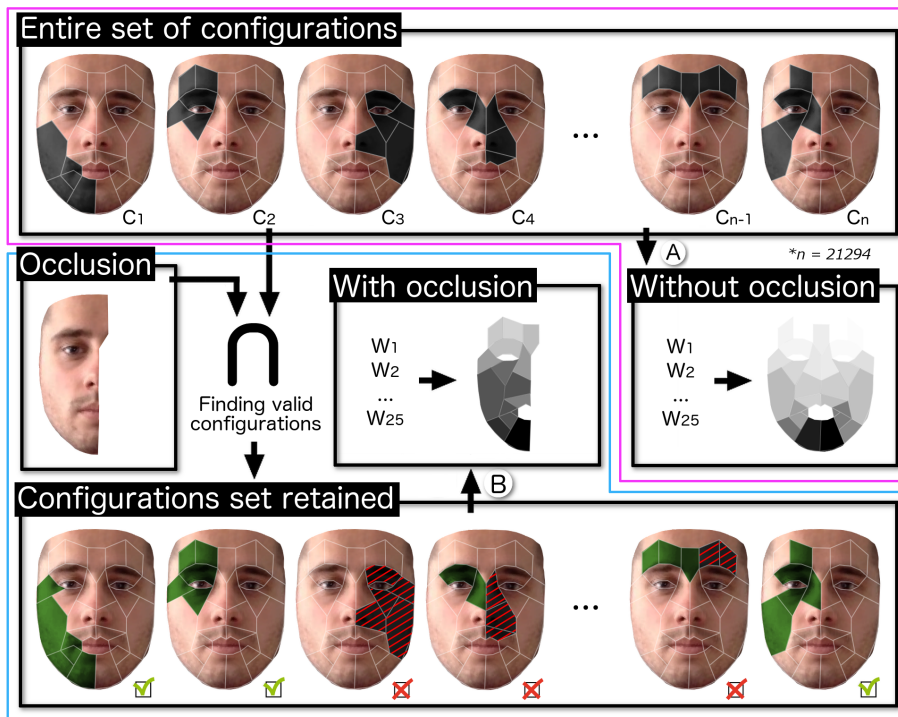 Entire set of configurations
C1
C2
C3
C4
...
Cn-1
Cn
A
*n = 21294
Occlusion
With occlusion
Without occlusion
W1
W2
...
W25
W1
W2
...
W25
Finding valid
configurations
B
Configurations set retained
...